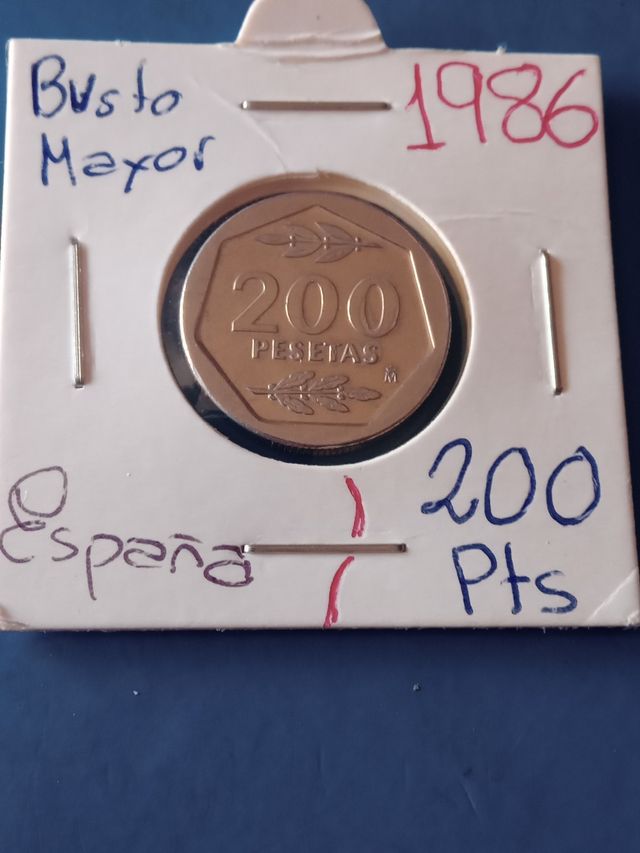 Busto
Mayor
1986
200
PESETAS
M
España
200
Pts